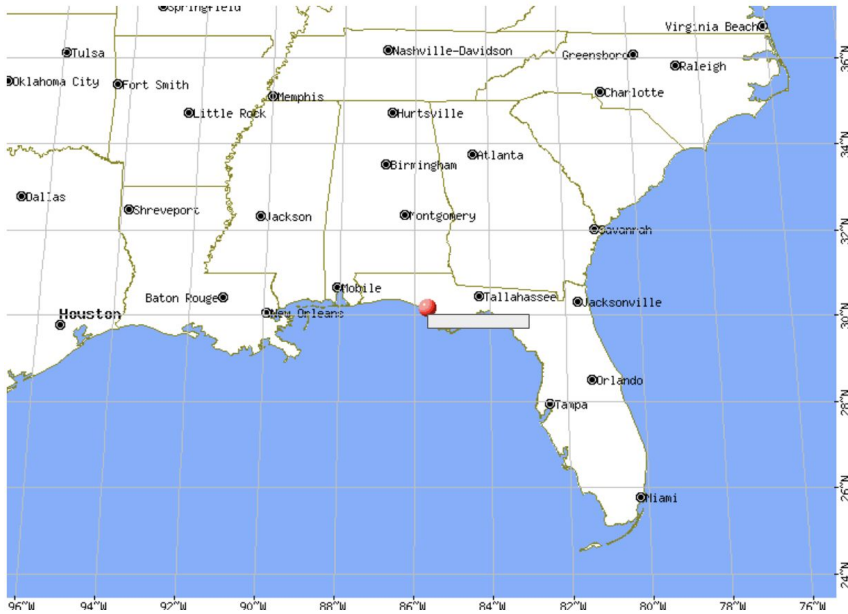 Springfield
Virginia Beach
Tulsa
Nashville-Davidson
Greensboro
36°N
Raleigh
Oklahoma City
Fort Smith
Memphis
Charlotte
Little Rock
Huntsville
34°N
Atlanta
Birmingham
Dallas
Shreveport
Jackson
Montgomery
Savannah
32°N
Mobile
Baton Rouge
Tallahassee
Jacksonville
Houston
New Orleans
30°N
Orlando
28°N
Tampa
26°N
Miami
24°N
96°W 94°W 92°W 90°W 88°W 86°W 84°W 82°W 80°W 78°W 76°W